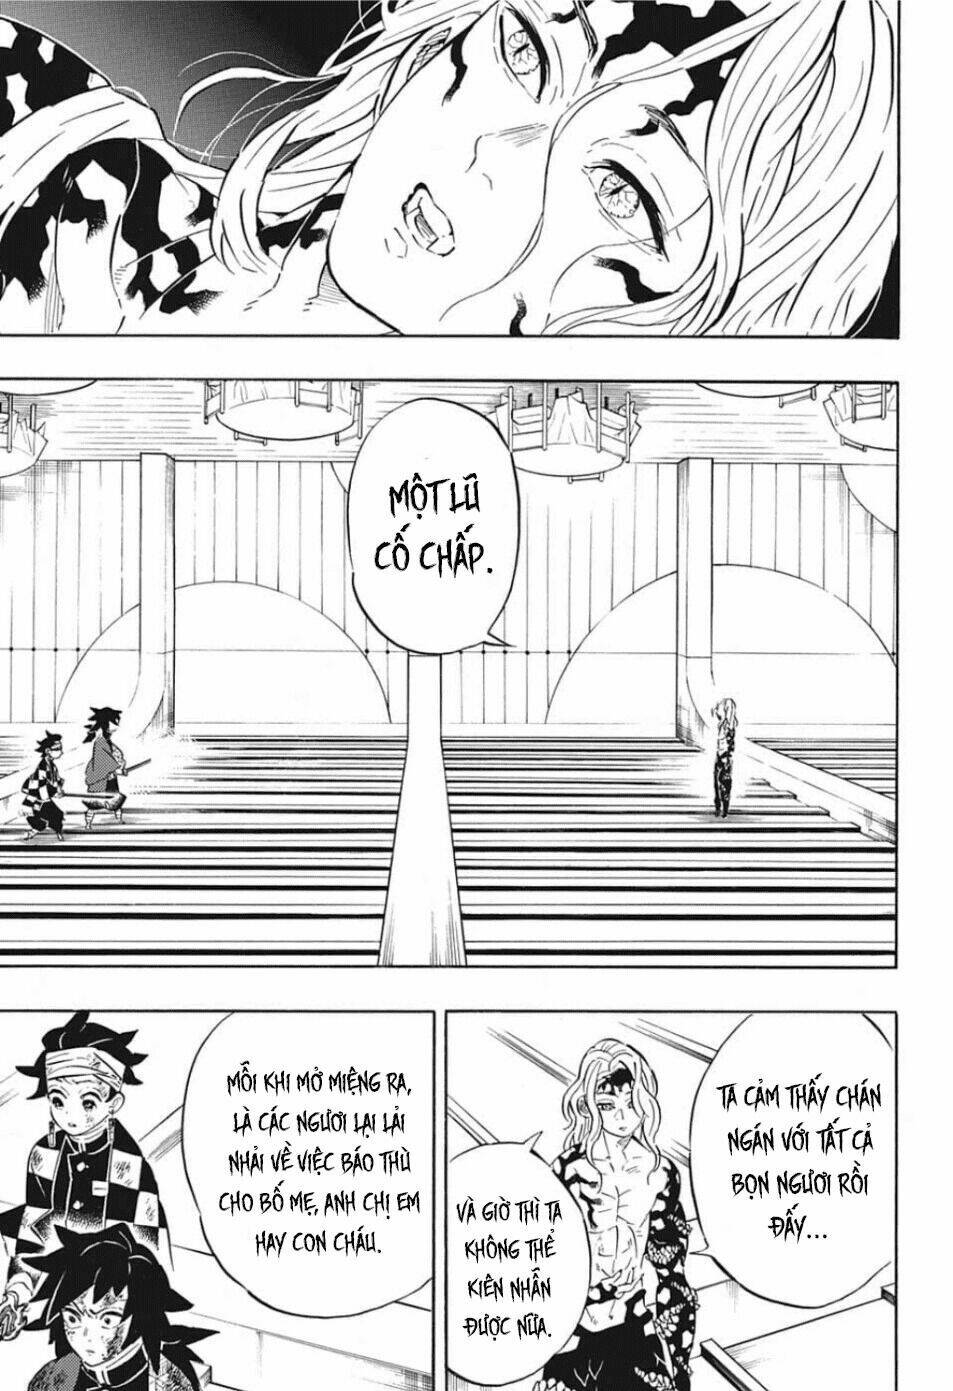 MỘT LŨ
CỐ CHẤP.
TA CẢM THẤY CHÁN
NGÁN VỚI TẤT CẢ
BỌN NGƯƠI RỒI
ĐẤY...
VÀ GIỜ THÌ TA
KHÔNG THỂ
KIÊN NHẪN
ĐƯỢC NỮA.
MỖI KHI MỞ MIỆNG RA,
LÀ CÁC NGƯƠI LẠI LẢI
NHẢI VỀ VIỆC BÁO THÙ
CHO BỐ MẸ, ANH CHỊ EM
HAY CON CHÁU.